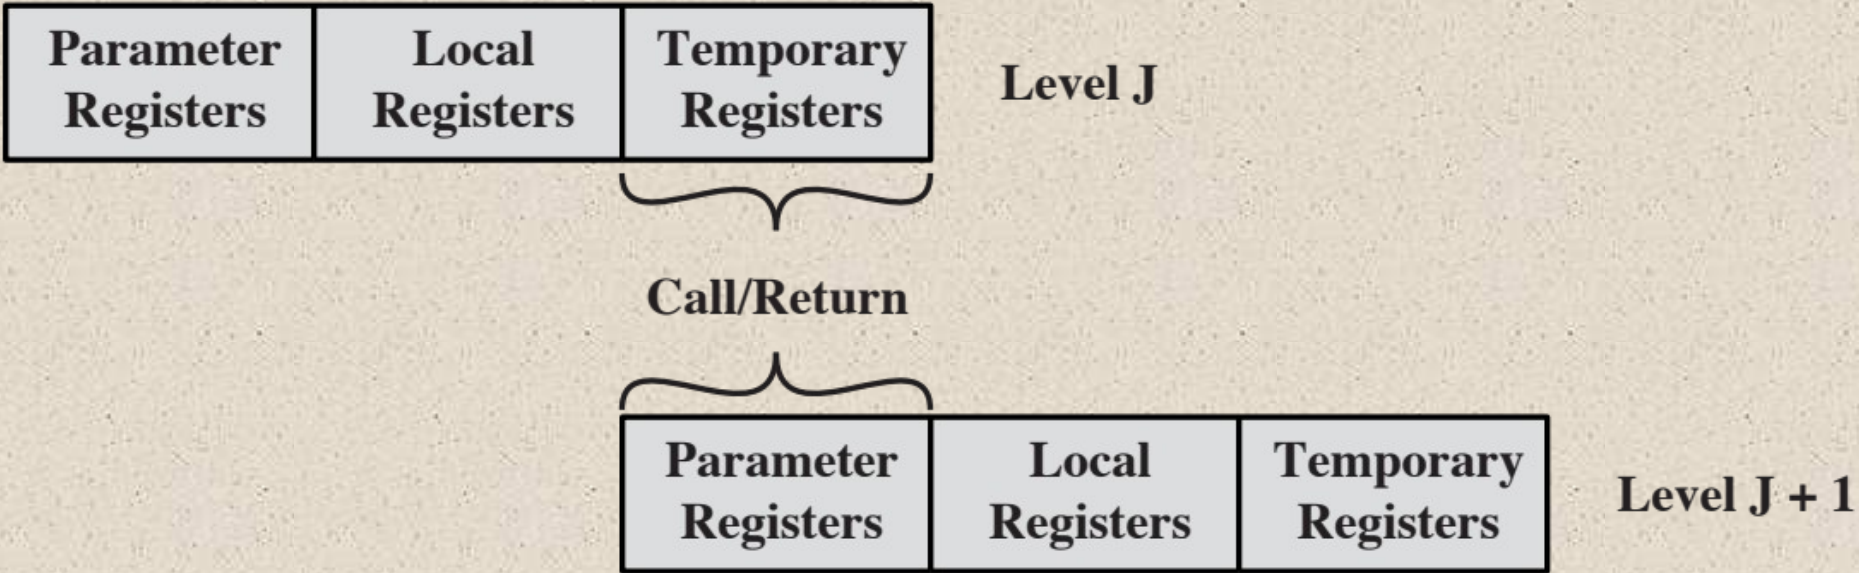 Parameter
Registers
Local
Registers
Temporary
Registers
Level J
Call/Return
Parameter
Registers
Local
Registers
Temporary
Registers
Level J + 1